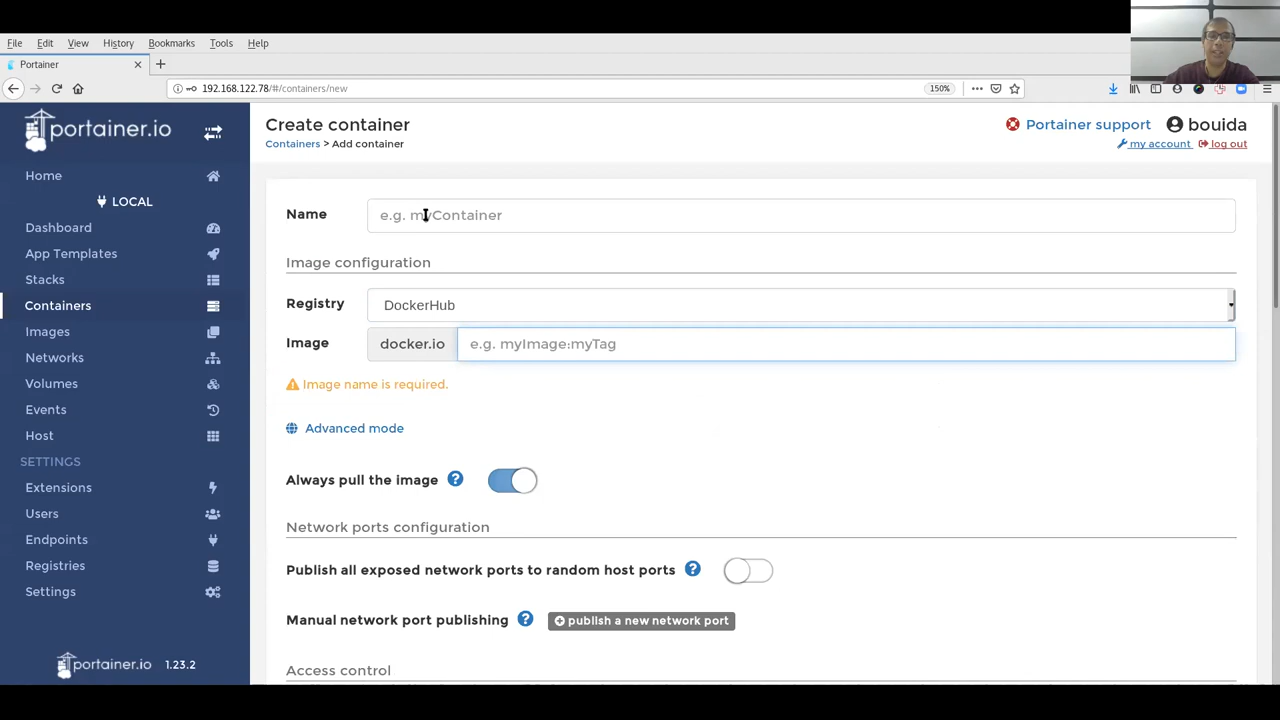 File Edit View History Bookmarks Tools Help
Portainer
192.168.122.78/#/containers/new 150%
portainer.io
Home
LOCAL
Dashboard
App Templates
Stacks
Containers
Images
Networks
Volumes
Events
Host
SETTINGS
Extensions
Users
Endpoints
Registries
Settings
portainer.io 1.23.2
Create container
Containers > Add container
Portainer support bouida
my account log out
Name e.g. myContainer
Image configuration
Registry DockerHub
Image docker.io e.g. myImage:myTag
Image name is required.
Advanced mode
Always pull the image
Network ports configuration
Publish all exposed network ports to random host ports
Manual network port publishing publish a new network port
Access control